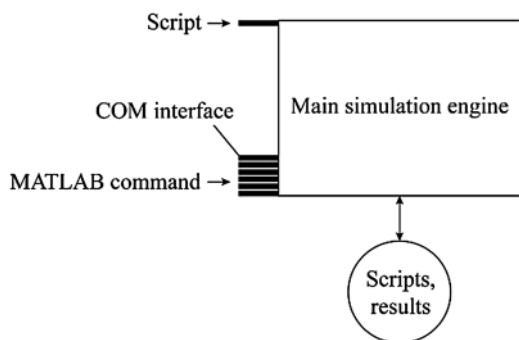 Script
Main simulation engine
COM interface
MATLAB command
Scripts,
results